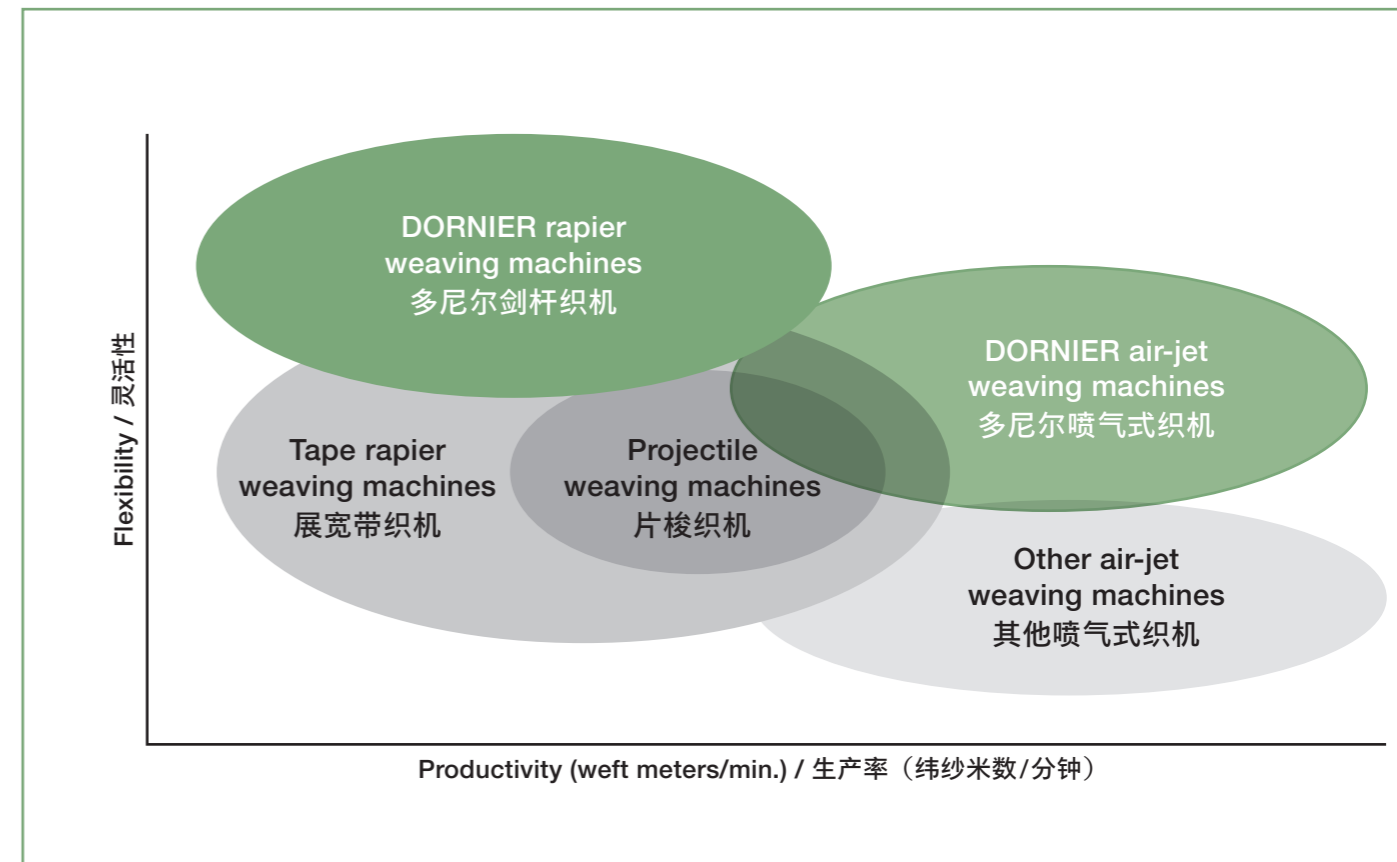 DORNIER rapier
weaving machines
多尼尔剑杆织机
DORNIER air-jet
weaving machines
多尼尔喷气式织机
Tape rapier
weaving machines
展宽带织机
Projectile
weaving machines
片梭织机
Other air-jet
weaving machines
其他喷气式织机
Flexibility / 灵活性
Productivity (weft meters/min.) / 生产率（纬纱米数/分钟）